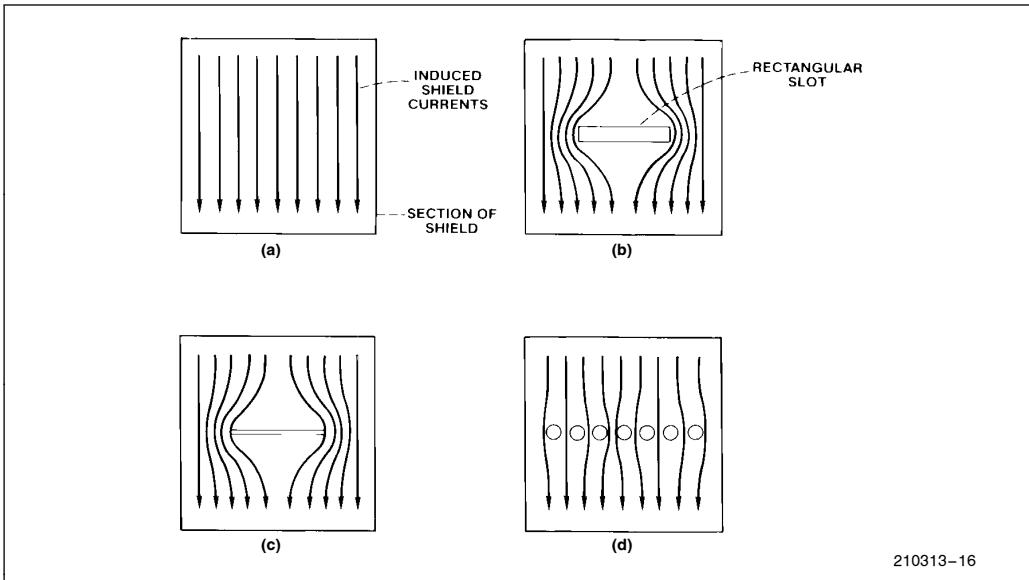 INDUCED
SHIELD
CURRENTS
SECTION OF
SHIELD
(a)
RECTANGULAR
SLOT
(b)
(c)
(d)
210313–16